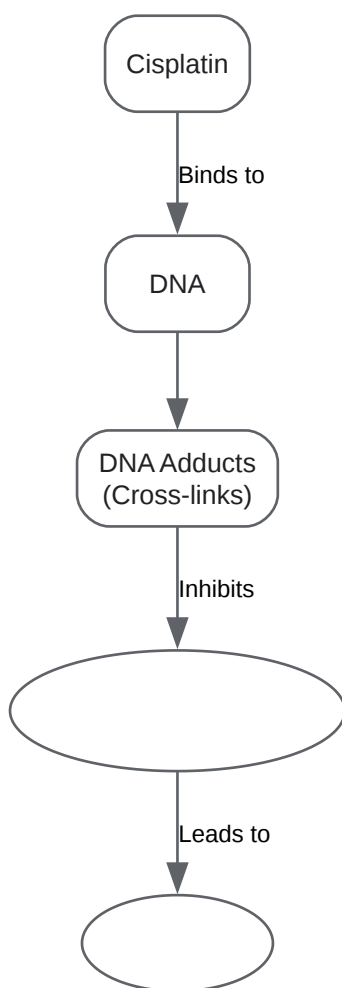 Cisplatin
Binds to
DNA
DNA Adducts
(Cross-links)
Inhibits
Leads to